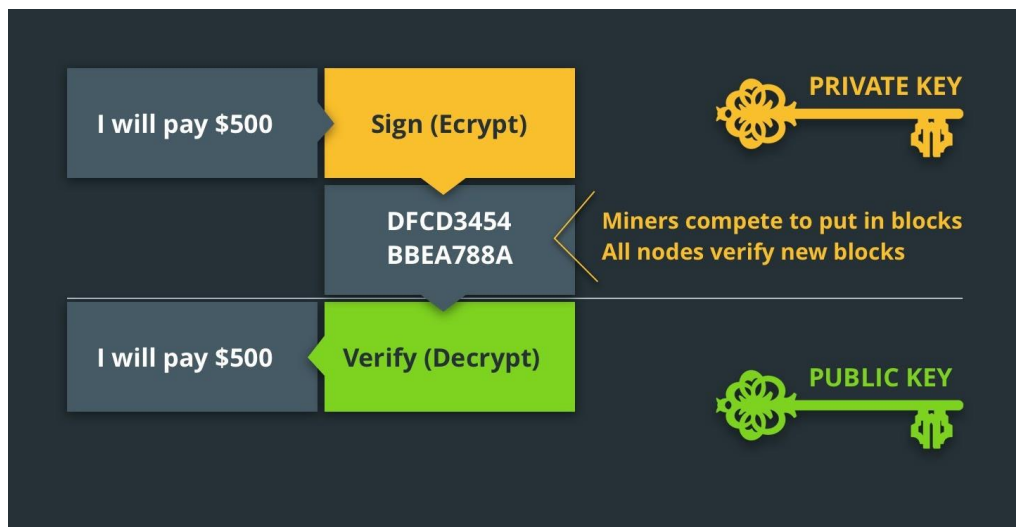 I will pay $500
Sign (Ecrypt)
PRIVATE KEY
DFCD3454
BBEA788A
Miners compete to put in blocks
All nodes verify new blocks
I will pay $500
Verify (Decrypt)
PUBLIC KEY